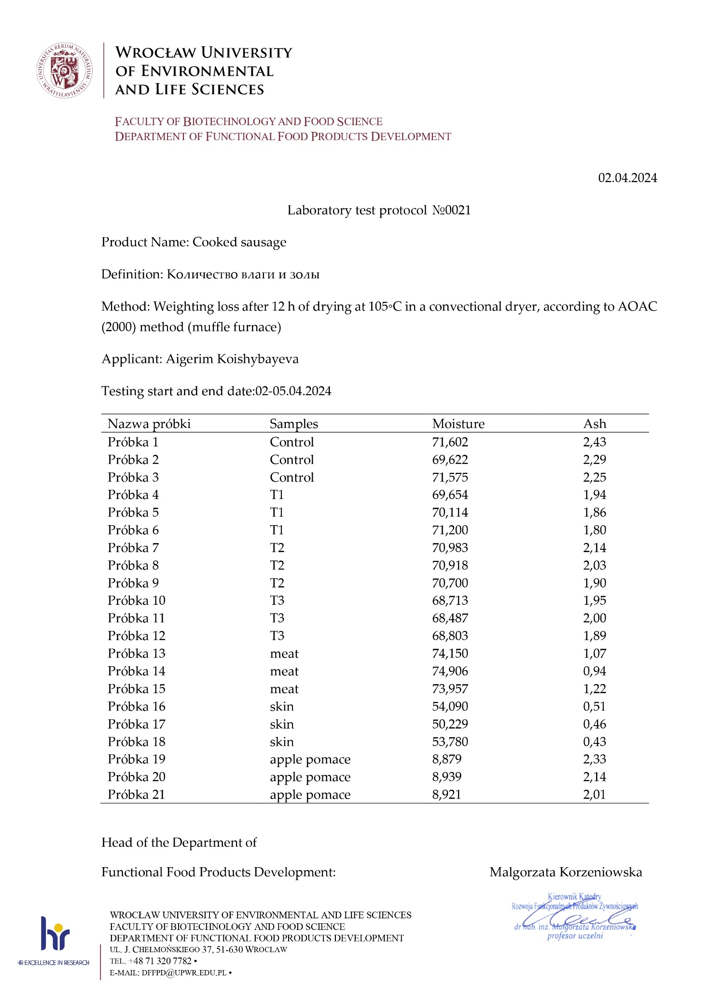 UNIVERSITAS RERUM NATURALIUM · WRATISLAVIENSIS ·
WROCŁAW UNIVERSITY
OF ENVIRONMENTAL
AND LIFE SCIENCES
FACULTY OF BIOTECHNOLOGY AND FOOD SCIENCE
DEPARTMENT OF FUNCTIONAL FOOD PRODUCTS DEVELOPMENT
02.04.2024
Laboratory test protocol №0021
Product Name: Cooked sausage
Definition: Количество влаги и золы
Method: Weighting loss after 12 h of drying at 105◦C in a convectional dryer, according to AOAC
(2000) method (muffle furnace)
Applicant: Aigerim Koishybayeva
Testing start and end date:02-05.04.2024
Nazwa próbki Samples Moisture Ash
Próbka 1 Control 71,602 2,43
Próbka 2 Control 69,622 2,29
Próbka 3 Control 71,575 2,25
Próbka 4 T1 69,654 1,94
Próbka 5 T1 70,114 1,86
Próbka 6 T1 71,200 1,80
Próbka 7 T2 70,983 2,14
Próbka 8 T2 70,918 2,03
Próbka 9 T2 70,700 1,90
Próbka 10 T3 68,713 1,95
Próbka 11 T3 68,487 2,00
Próbka 12 T3 68,803 1,89
Próbka 13 meat 74,150 1,07
Próbka 14 meat 74,906 0,94
Próbka 15 meat 73,957 1,22
Próbka 16 skin 54,090 0,51
Próbka 17 skin 50,229 0,46
Próbka 18 skin 53,780 0,43
Próbka 19 apple pomace 8,879 2,33
Próbka 20 apple pomace 8,939 2,14
Próbka 21 apple pomace 8,921 2,01
Head of the Department of
Functional Food Products Development: Malgorzata Korzeniowska
Kierownik Katedry
Rozwoju Funkcjonalnych Produktów Żywnościowych
dr hab. inż. Małgorzata Korzeniowska
profesor uczelni
hr
HR EXCELLENCE IN RESEARCH
WROCŁAW UNIVERSITY OF ENVIRONMENTAL AND LIFE SCIENCES
FACULTY OF BIOTECHNOLOGY AND FOOD SCIENCE
DEPARTMENT OF FUNCTIONAL FOOD PRODUCTS DEVELOPMENT
UL. J. CHEŁMOŃSKIEGO 37, 51-630 WROCŁAW
TEL. +48 71 320 7782 •
E-MAIL: DFFPD@UPWR.EDU.PL •